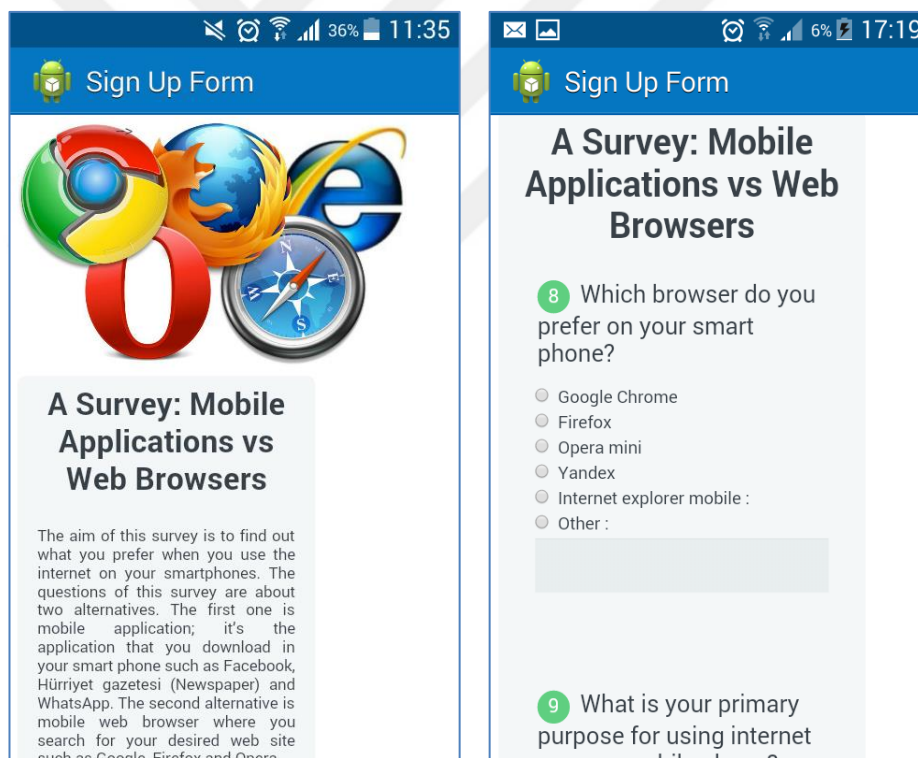 36% 11:35
Sign Up Form
A Survey: Mobile
Applications vs
Web Browsers
The aim of this survey is to find out
what you prefer when you use the
internet on your smartphones. The
questions of this survey are about
two alternatives. The first one is
mobile application; it's the
application that you download in
your smart phone such as Facebook,
Hürriyet gazetesi (Newspaper) and
WhatsApp. The second alternative is
mobile web browser where you
search for your desired web site
such as Google, Firefox and Opera
6% 17:19
Sign Up Form
A Survey: Mobile
Applications vs Web
Browsers
8 Which browser do you
prefer on your smart
phone?
Google Chrome
Firefox
Opera mini
Yandex
Internet explorer mobile :
Other :
9 What is your primary
purpose for using internet